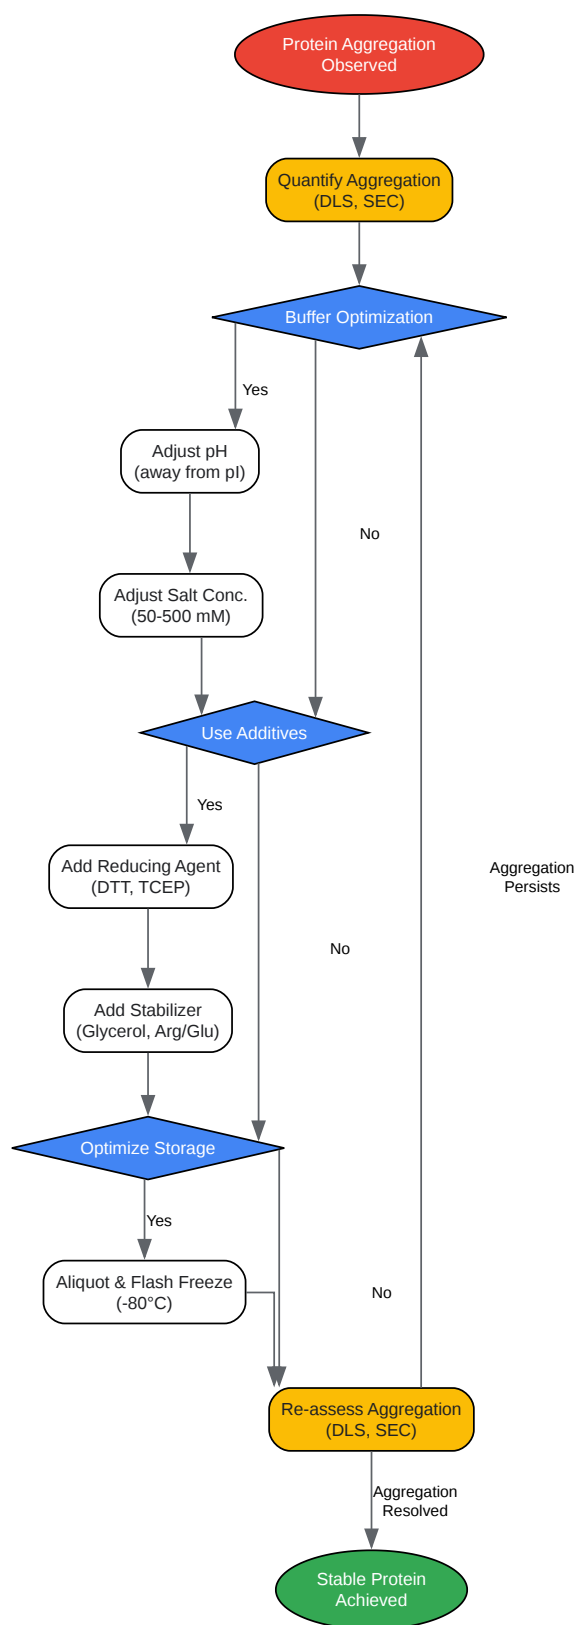 Protein Aggregation
Observed
Quantify Aggregation
(DLS, SEC)
Buffer Optimization
Yes
Adjust pH
(away from pI)
No
Adjust Salt Conc.
(50-500 mM)
Use Additives
Yes
Add Reducing Agent
(DTT, TCEP)
Aggregation
Persists
No
Add Stabilizer
(Glycerol, Arg/Glu)
Optimize Storage
Yes
Aliquot & Flash Freeze
(-80°C)
No
Re-assess Aggregation
(DLS, SEC)
Aggregation
Resolved
Stable Protein
Achieved